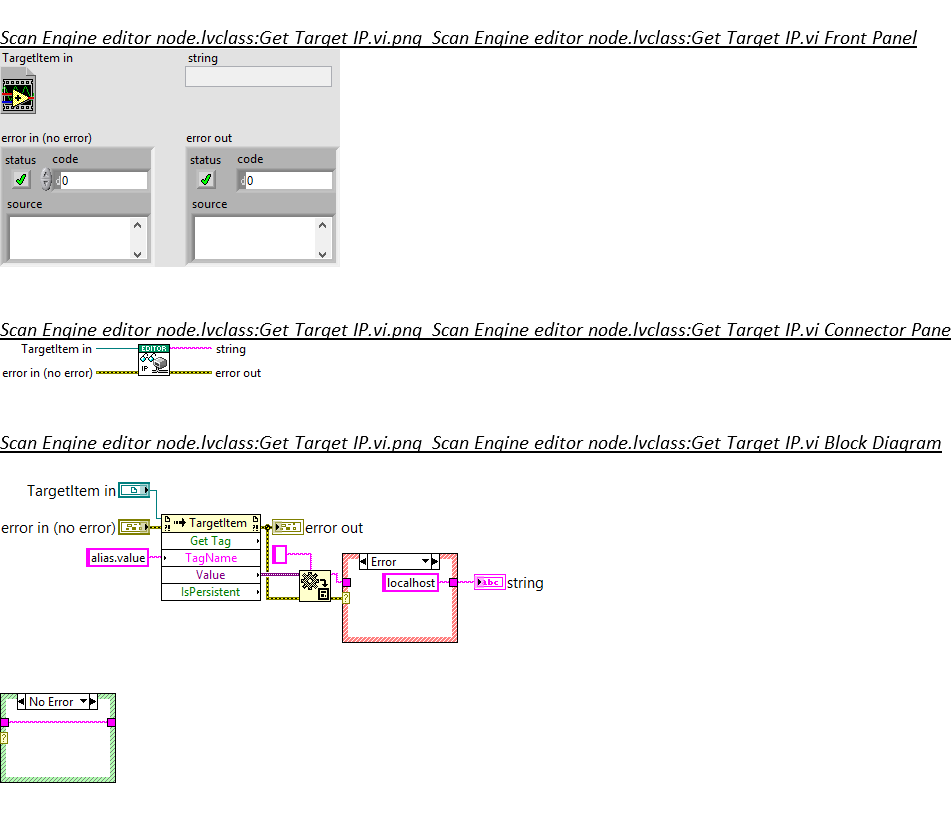 Scan Engine editor node.lvclass:Get Target IP.vi.png Scan Engine editor node.lvclass:Get Target IP.vi Front Panel
TargetItem in
string
error in (no error)
error out
status code
0
source
status code
0
source
Scan Engine editor node.lvclass:Get Target IP.vi.png Scan Engine editor node.lvclass:Get Target IP.vi Connector Pane
TargetItem in
EDITOR
string
IP
error in (no error)
error out
Scan Engine editor node.lvclass:Get Target IP.vi.png Scan Engine editor node.lvclass:Get Target IP.vi Block Diagram
TargetItem in
error in (no error)
TargetItem
error out
Get Tag
alias.value
TagName
Value
IsPersistent
Error
localhost
abc
string
?
No Error
?